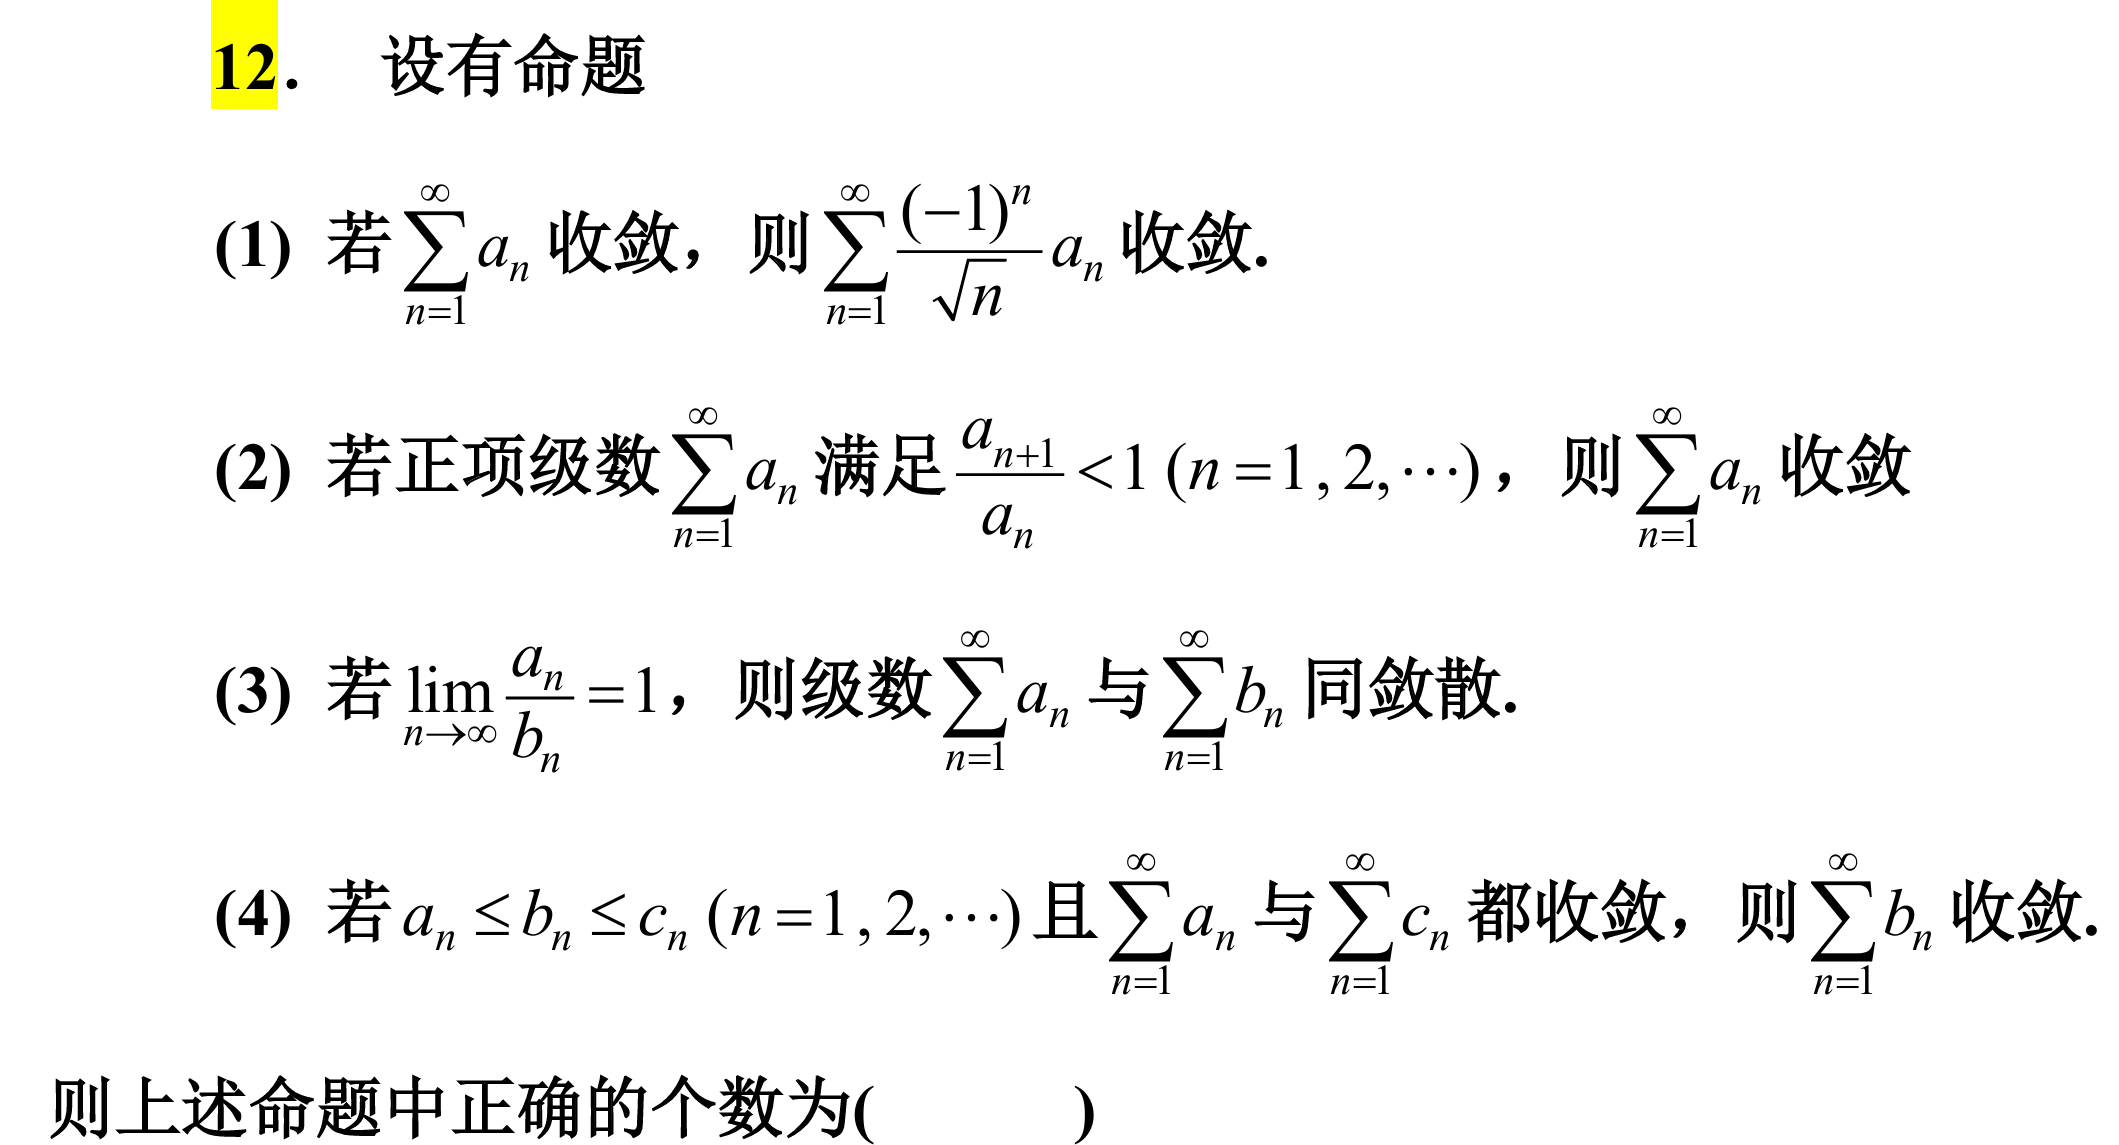 12. 设有命题
(1) 若 $\sum_{n=1}^{\infty} a_n$ 收敛，则 $\sum_{n=1}^{\infty} \frac{(-1)^n}{\sqrt{n}} a_n$ 收敛.
(2) 若正项级数 $\sum_{n=1}^{\infty} a_n$ 满足 $\frac{a_{n+1}}{a_n} < 1 (n = 1, 2, \cdots)$，则 $\sum_{n=1}^{\infty} a_n$ 收敛
(3) 若 $\lim_{n \to \infty} \frac{a_n}{b_n} = 1$，则级数 $\sum_{n=1}^{\infty} a_n$ 与 $\sum_{n=1}^{\infty} b_n$ 同敛散.
(4) 若 $a_n \leq b_n \leq c_n (n = 1, 2, \cdots)$ 且 $\sum_{n=1}^{\infty} a_n$ 与 $\sum_{n=1}^{\infty} c_n$ 都收敛，则 $\sum_{n=1}^{\infty} b_n$ 收敛.
则上述命题中正确的个数为( )